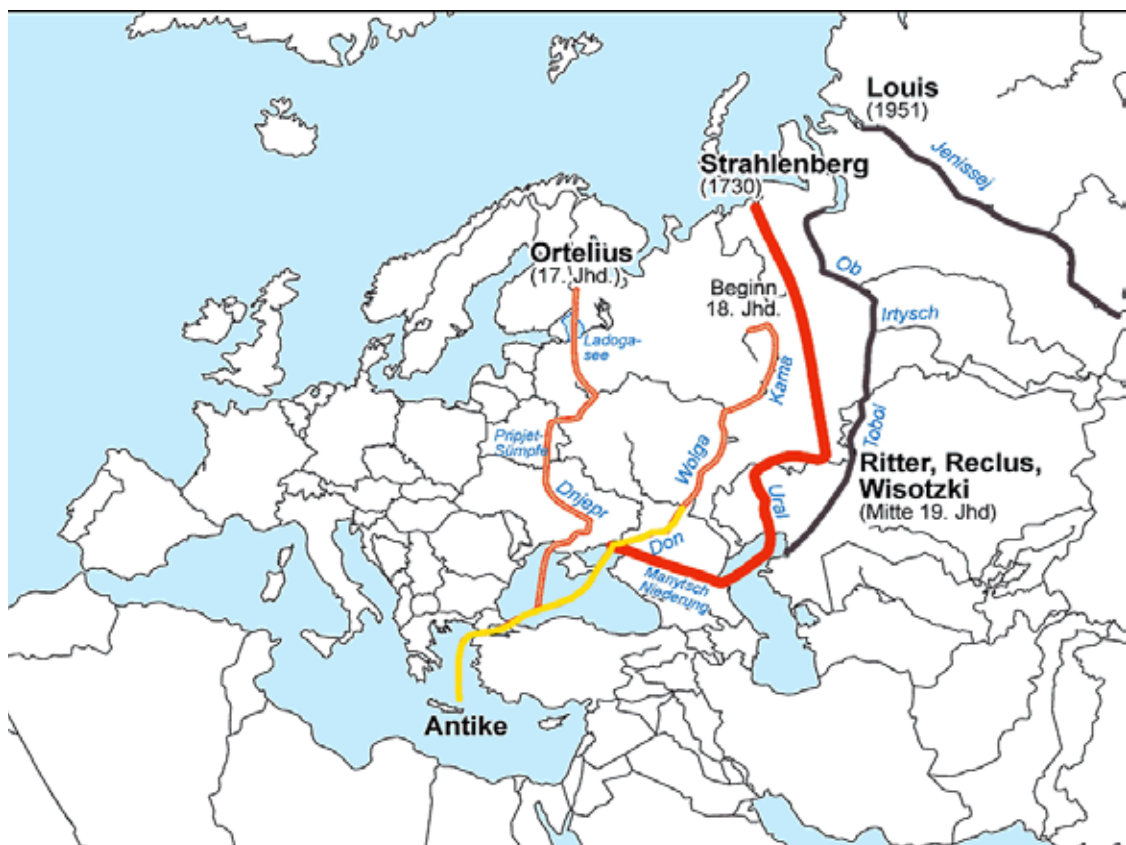 Louis
(1951)
Jenissej
Strahlenberg
(1730)
Ortelius
(17. Jhd.)
Ob
Beginn
18. Jhd.
Irtysch
Ladoga-
see
Kama
Pripjet-
Sümpfe
Wolga
Tobol
Dnjepr
Ural
Ritter, Reclus,
Wisotzki
(Mitte 19. Jhd)
Don
Manytsch
Niederung
Antike